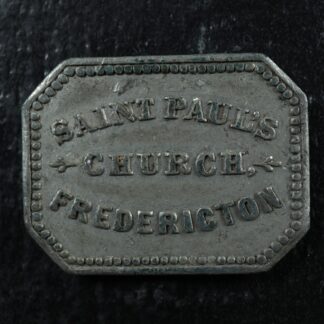 SAINT PAUL'S
CHURCH,
FREDERICTON